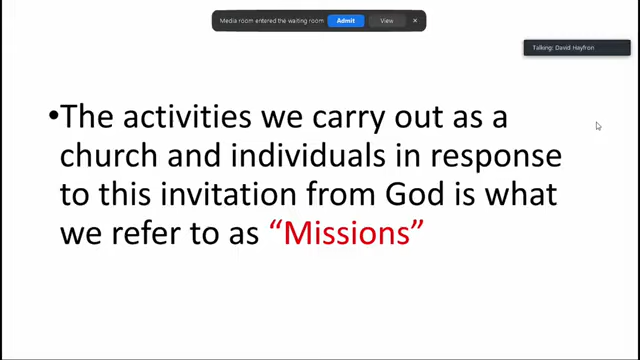 Media room entered the waiting room Admit View ×
Talking: David Hayfron
•The activities we carry out as a
church and individuals in response
to this invitation from God is what
we refer to as “Missions”